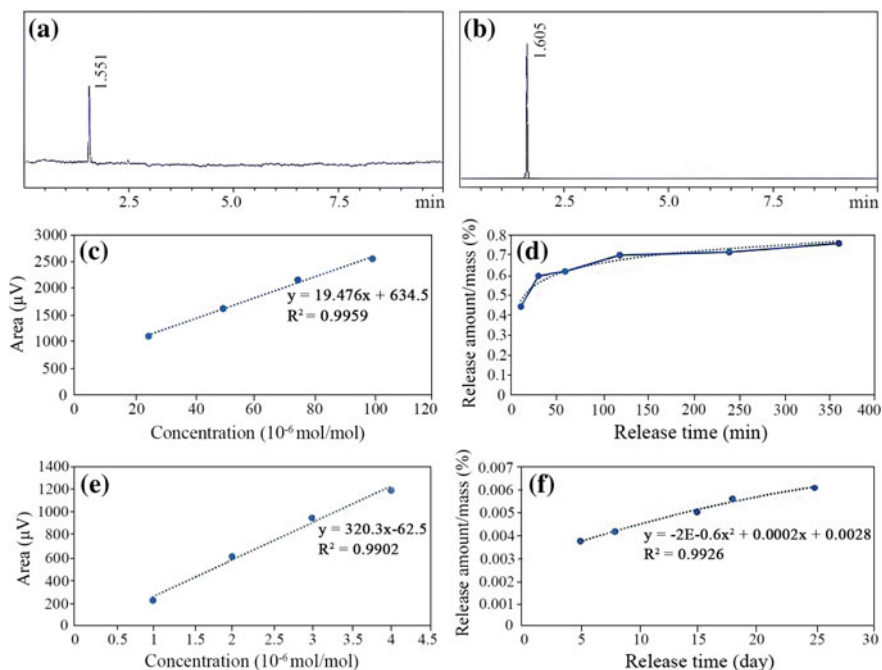 (a)
1.551
2.5 5.0 7.5 min
(b)
1.605
2.5 5.0 7.5 min
(c)
Area (µV)
3000
2500
2000
1500
1000
500
0
y = 19.476x + 634.5
R² = 0.9959
0 20 40 60 80 100 120
Concentration (10⁻⁶ mol/mol)
(d)
Release amount/mass (%)
0.8
0.7
0.6
0.5
0.4
0.3
0.2
0.1
0 50 100 150 200 250 300 350 400
Release time (min)
(e)
Area (µV)
1400
1200
1000
800
600
400
200
0
y = 320.3x-62.5
R² = 0.9902
0.5 1 1.5 2 2.5 3 3.5 4 4.5
Concentration (10⁻⁶ mol/mol)
(f)
Release amount/mass (%)
0.007
0.006
0.005
0.004
0.003
0.002
0.001
y = -2E-0.6x² + 0.0002x + 0.0028
R² = 0.9926
0 5 10 15 20 25 30
Release time (day)